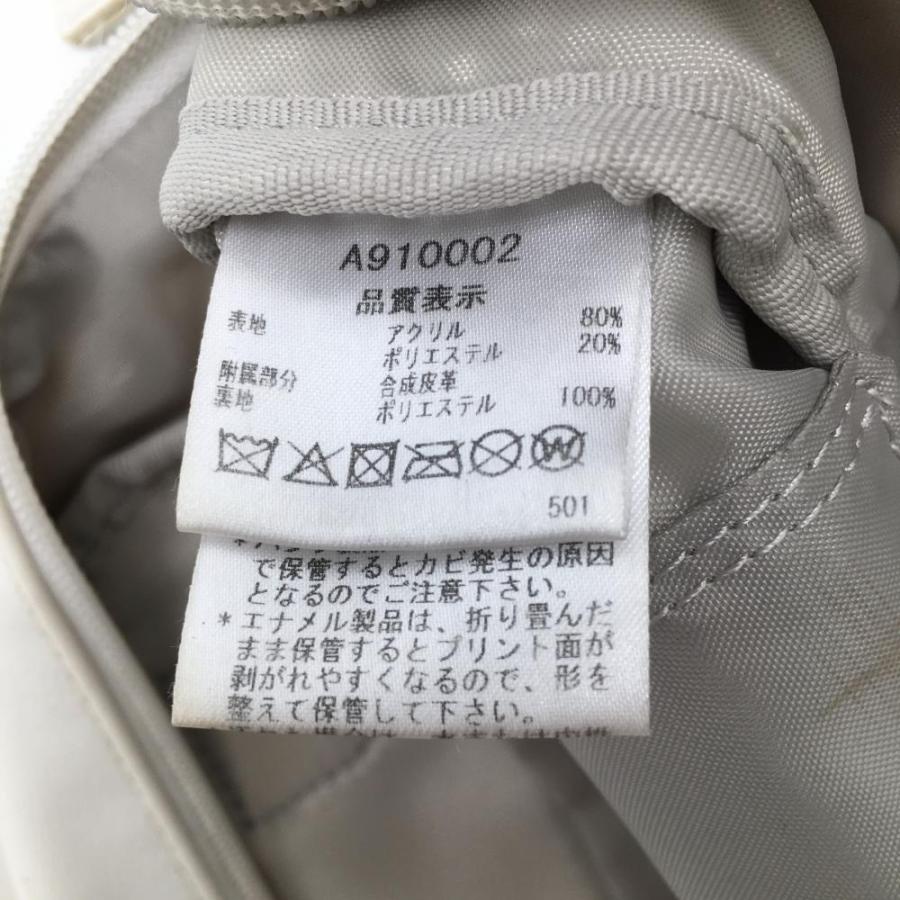 A910002
品質表示
表地 アクリル 80%
ポリエステル 20%
附属部分 合成皮革
裏地 ポリエステル 100%
501
で保管するとカビ発生の原因
となるのでご注意下さい。
*エナメル製品は、折り畳んだ
まま保管するとプリント面が
剥がれやすくなるので、形を
整えて保管して下さい。